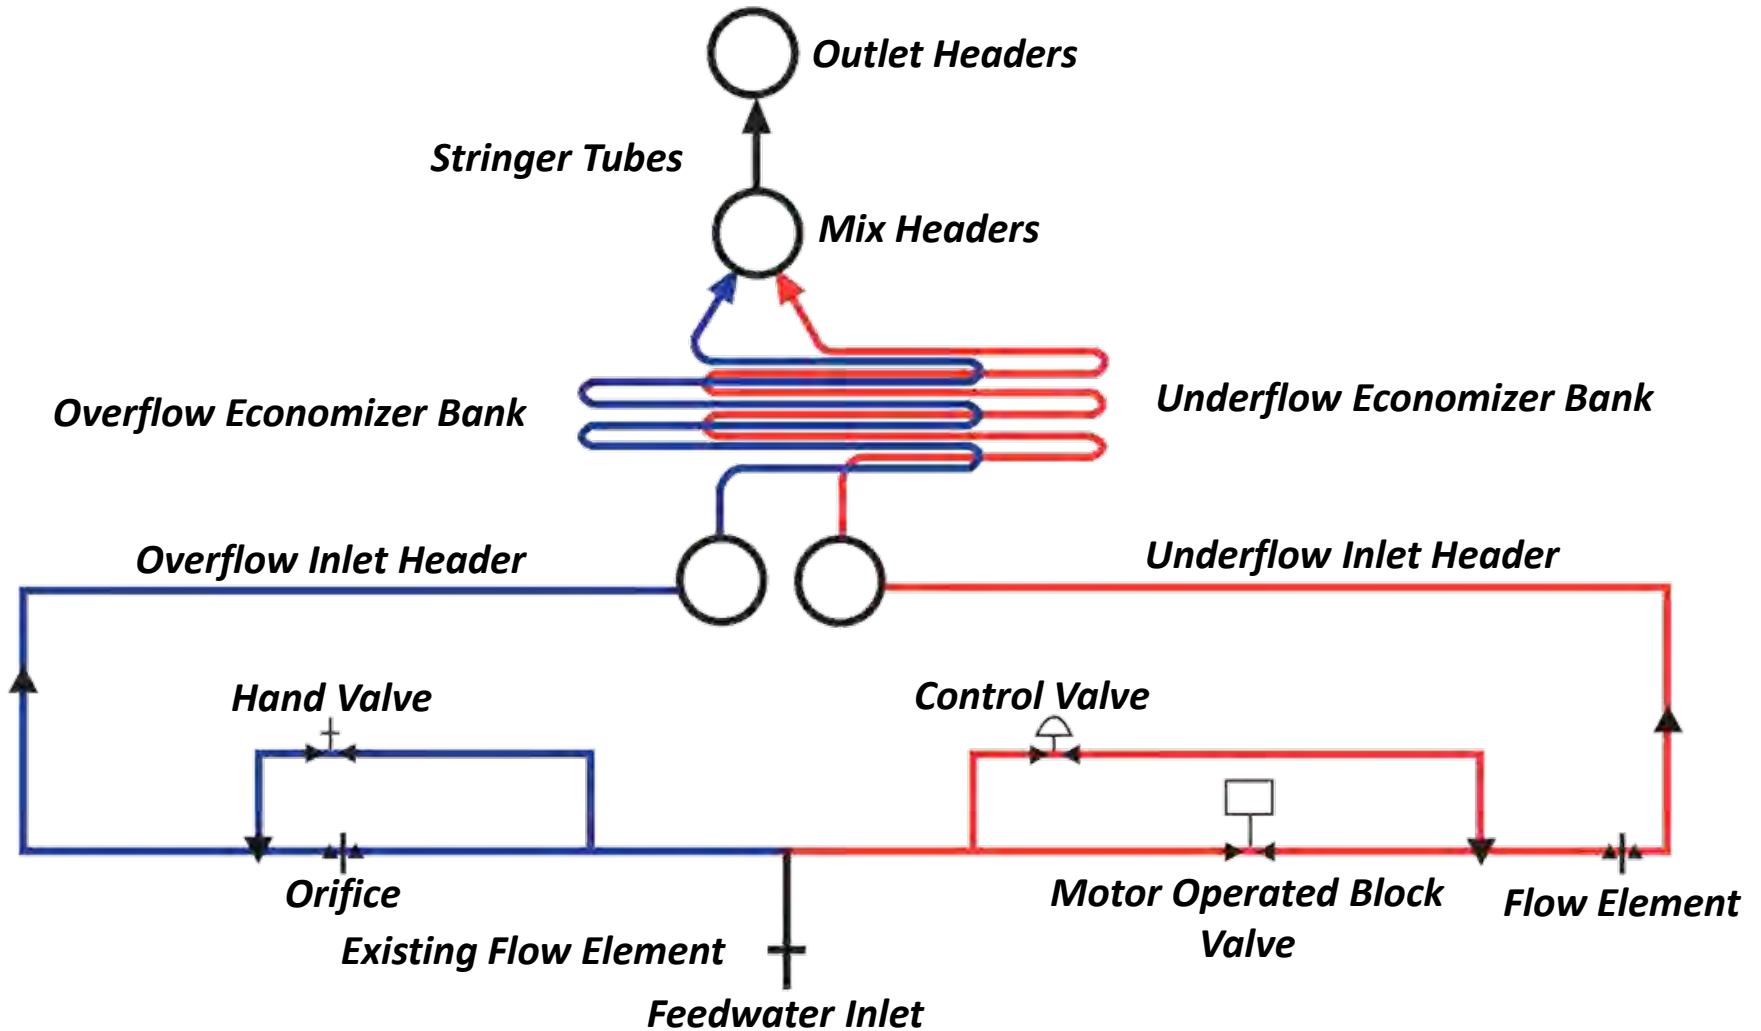 Outlet Headers
Stringer Tubes
Mix Headers
Overflow Economizer Bank
Underflow Economizer Bank
Overflow Inlet Header
Underflow Inlet Header
Hand Valve
Control Valve
Orifice
Motor Operated Block
Valve
Flow Element
Existing Flow Element
Feedwater Inlet